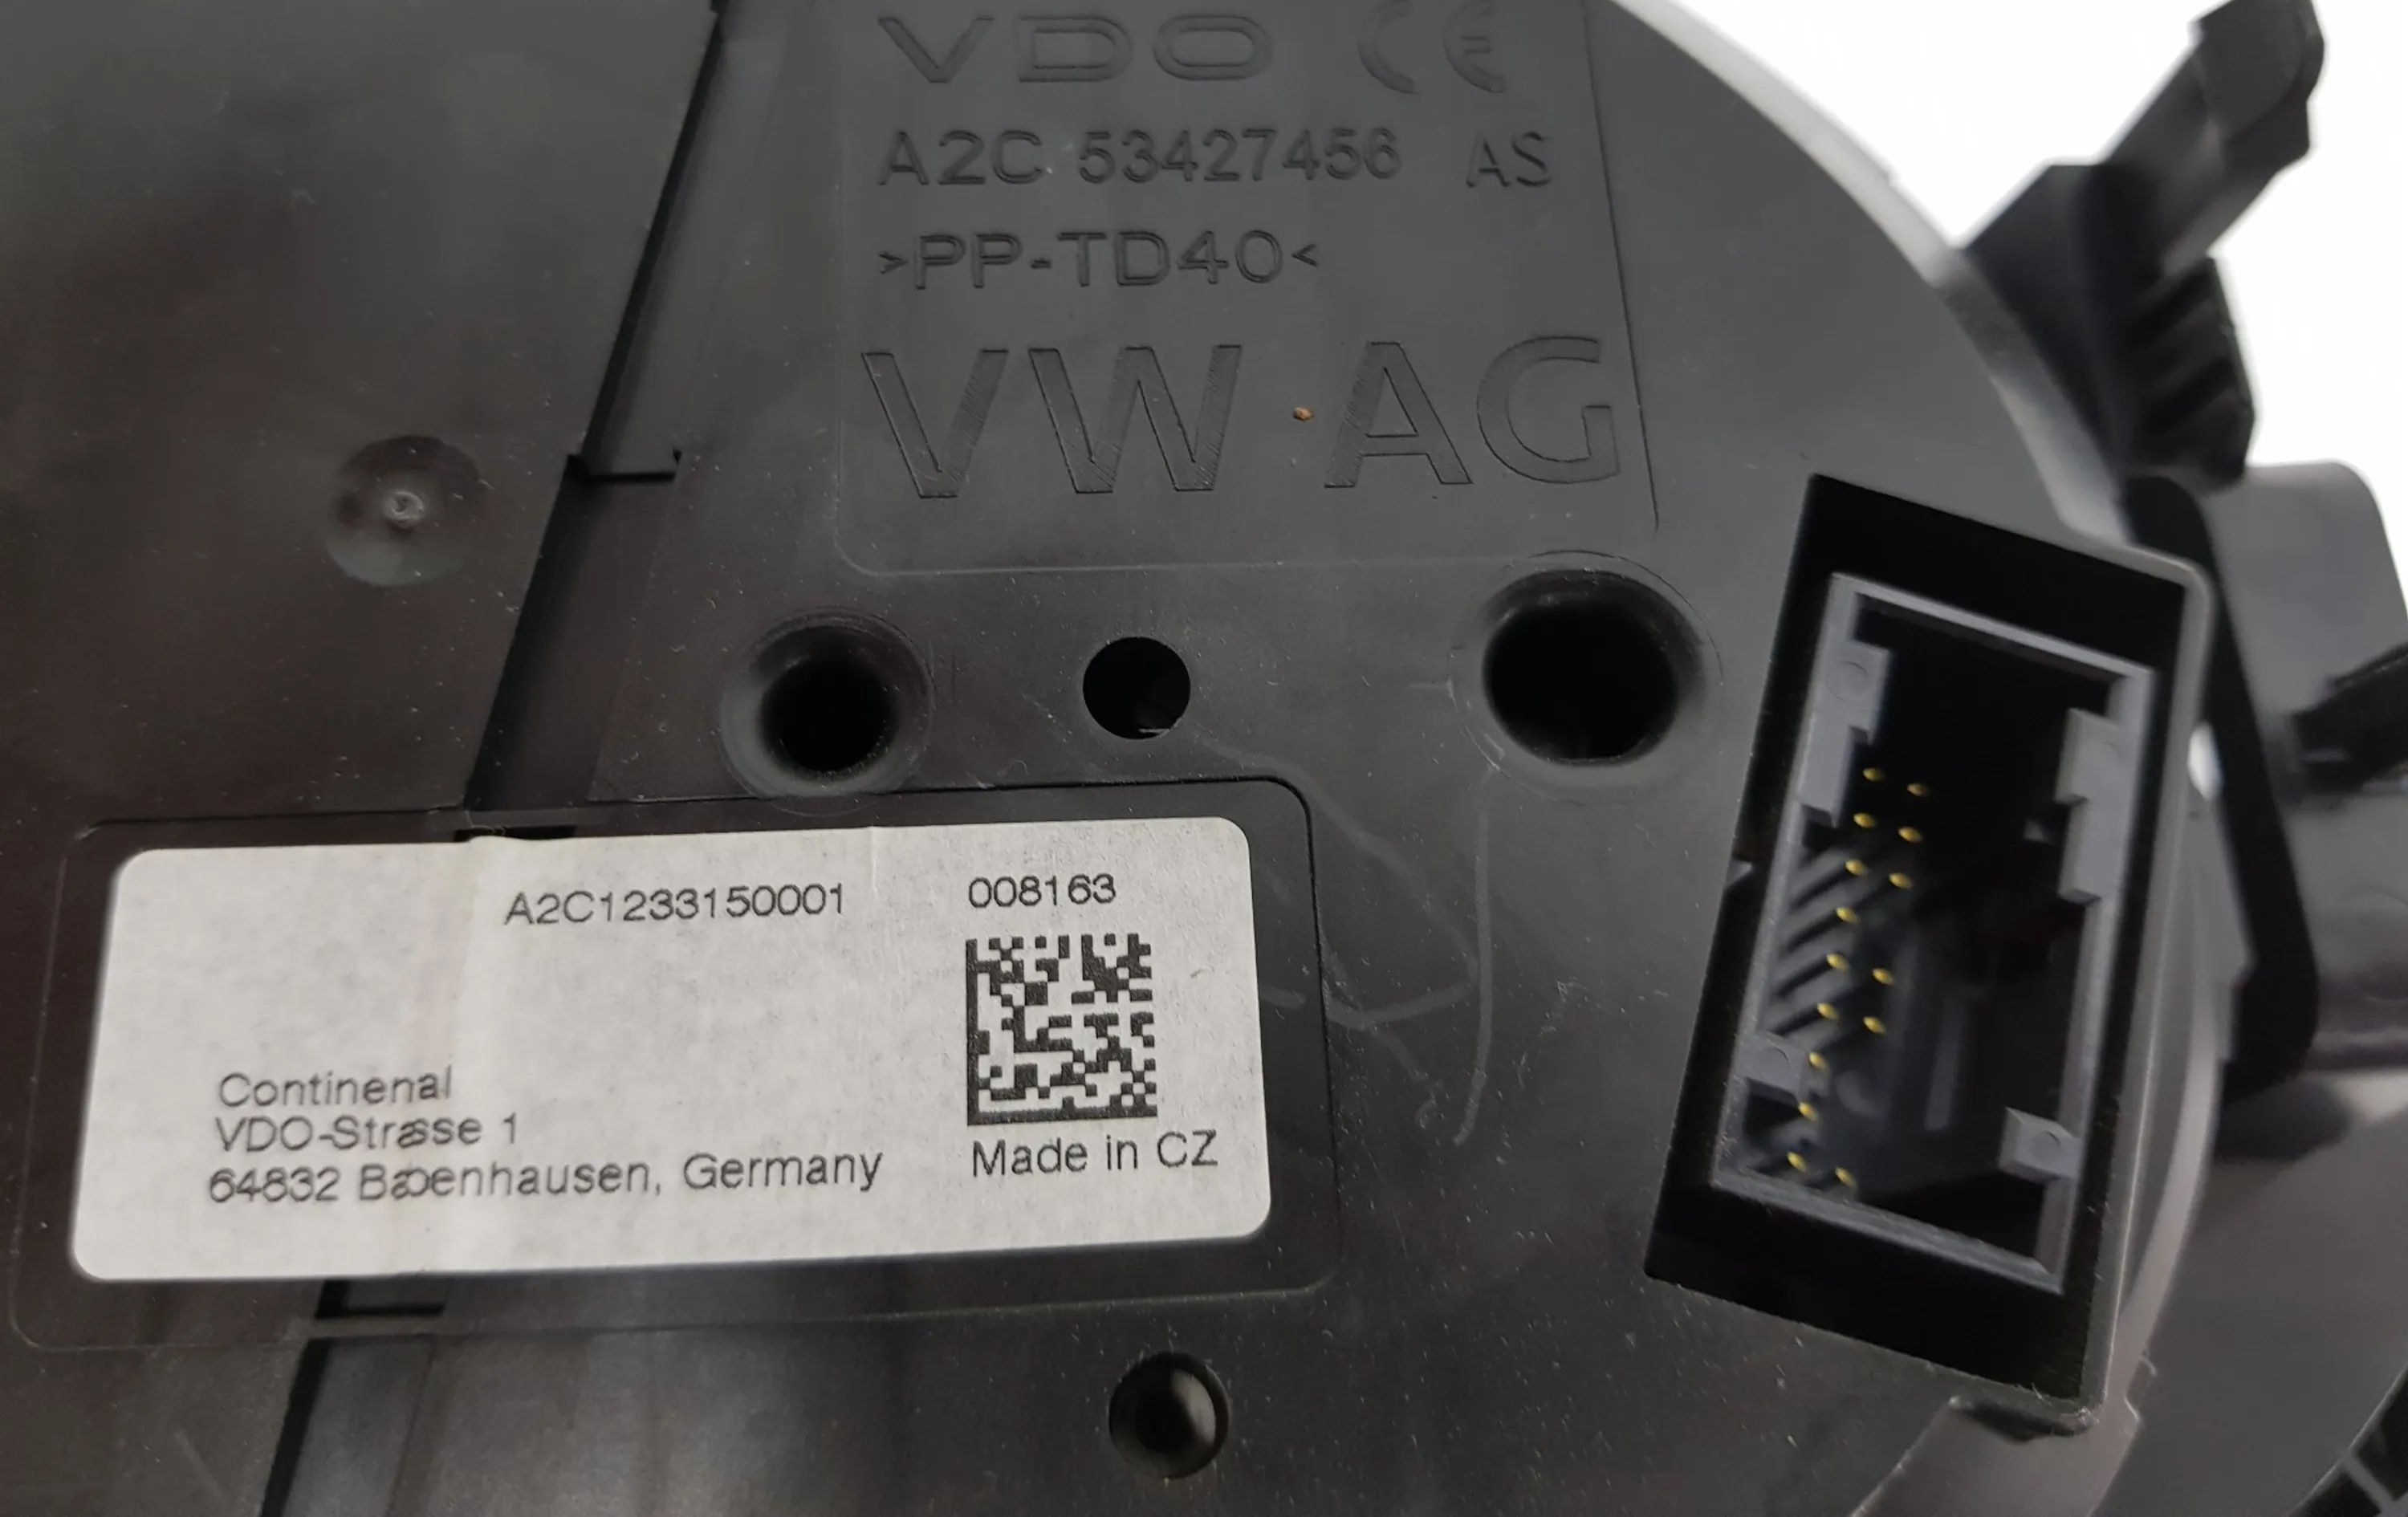 VDO CE
A2C 53427456 AS
>PP-TD40<
VW AG
A2C1233150001 008163
Continenal
VDO-Strasse 1
64832 Babenhausen, Germany
Made in CZ